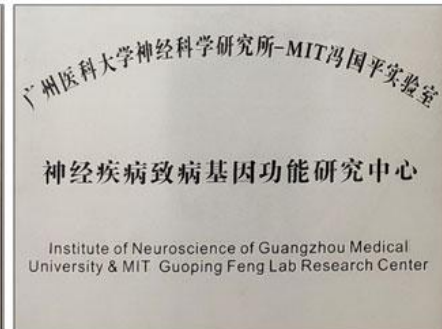 广州医科大学神经科学研究所-MIT冯国平实验室
神经疾病致病基因功能研究中心
Institute of Neuroscience of Guangzhou Medical
University & MIT Guoping Feng Lab Research Center